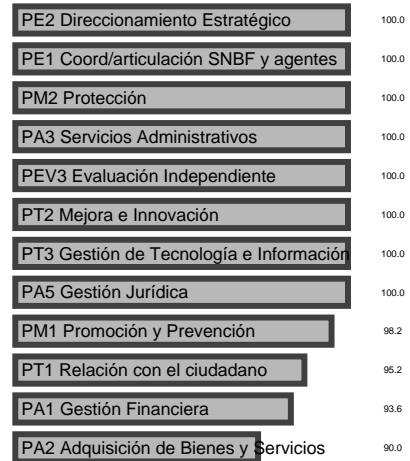 PE2 Direccionamiento Estratégico 100.0
PE1 Coord/articulación SNBF y agentes 100.0
PM2 Protección 100.0
PA3 Servicios Administrativos 100.0
PEV3 Evaluación Independiente 100.0
PT2 Mejora e Innovación 100.0
PT3 Gestión de Tecnología e Información 100.0
PA5 Gestión Jurídica 100.0
PM1 Promoción y Prevención 98.2
PT1 Relación con el ciudadano 95.2
PA1 Gestión Financiera 93.6
PA2 Adquisición de Bienes y Servicios 90.0